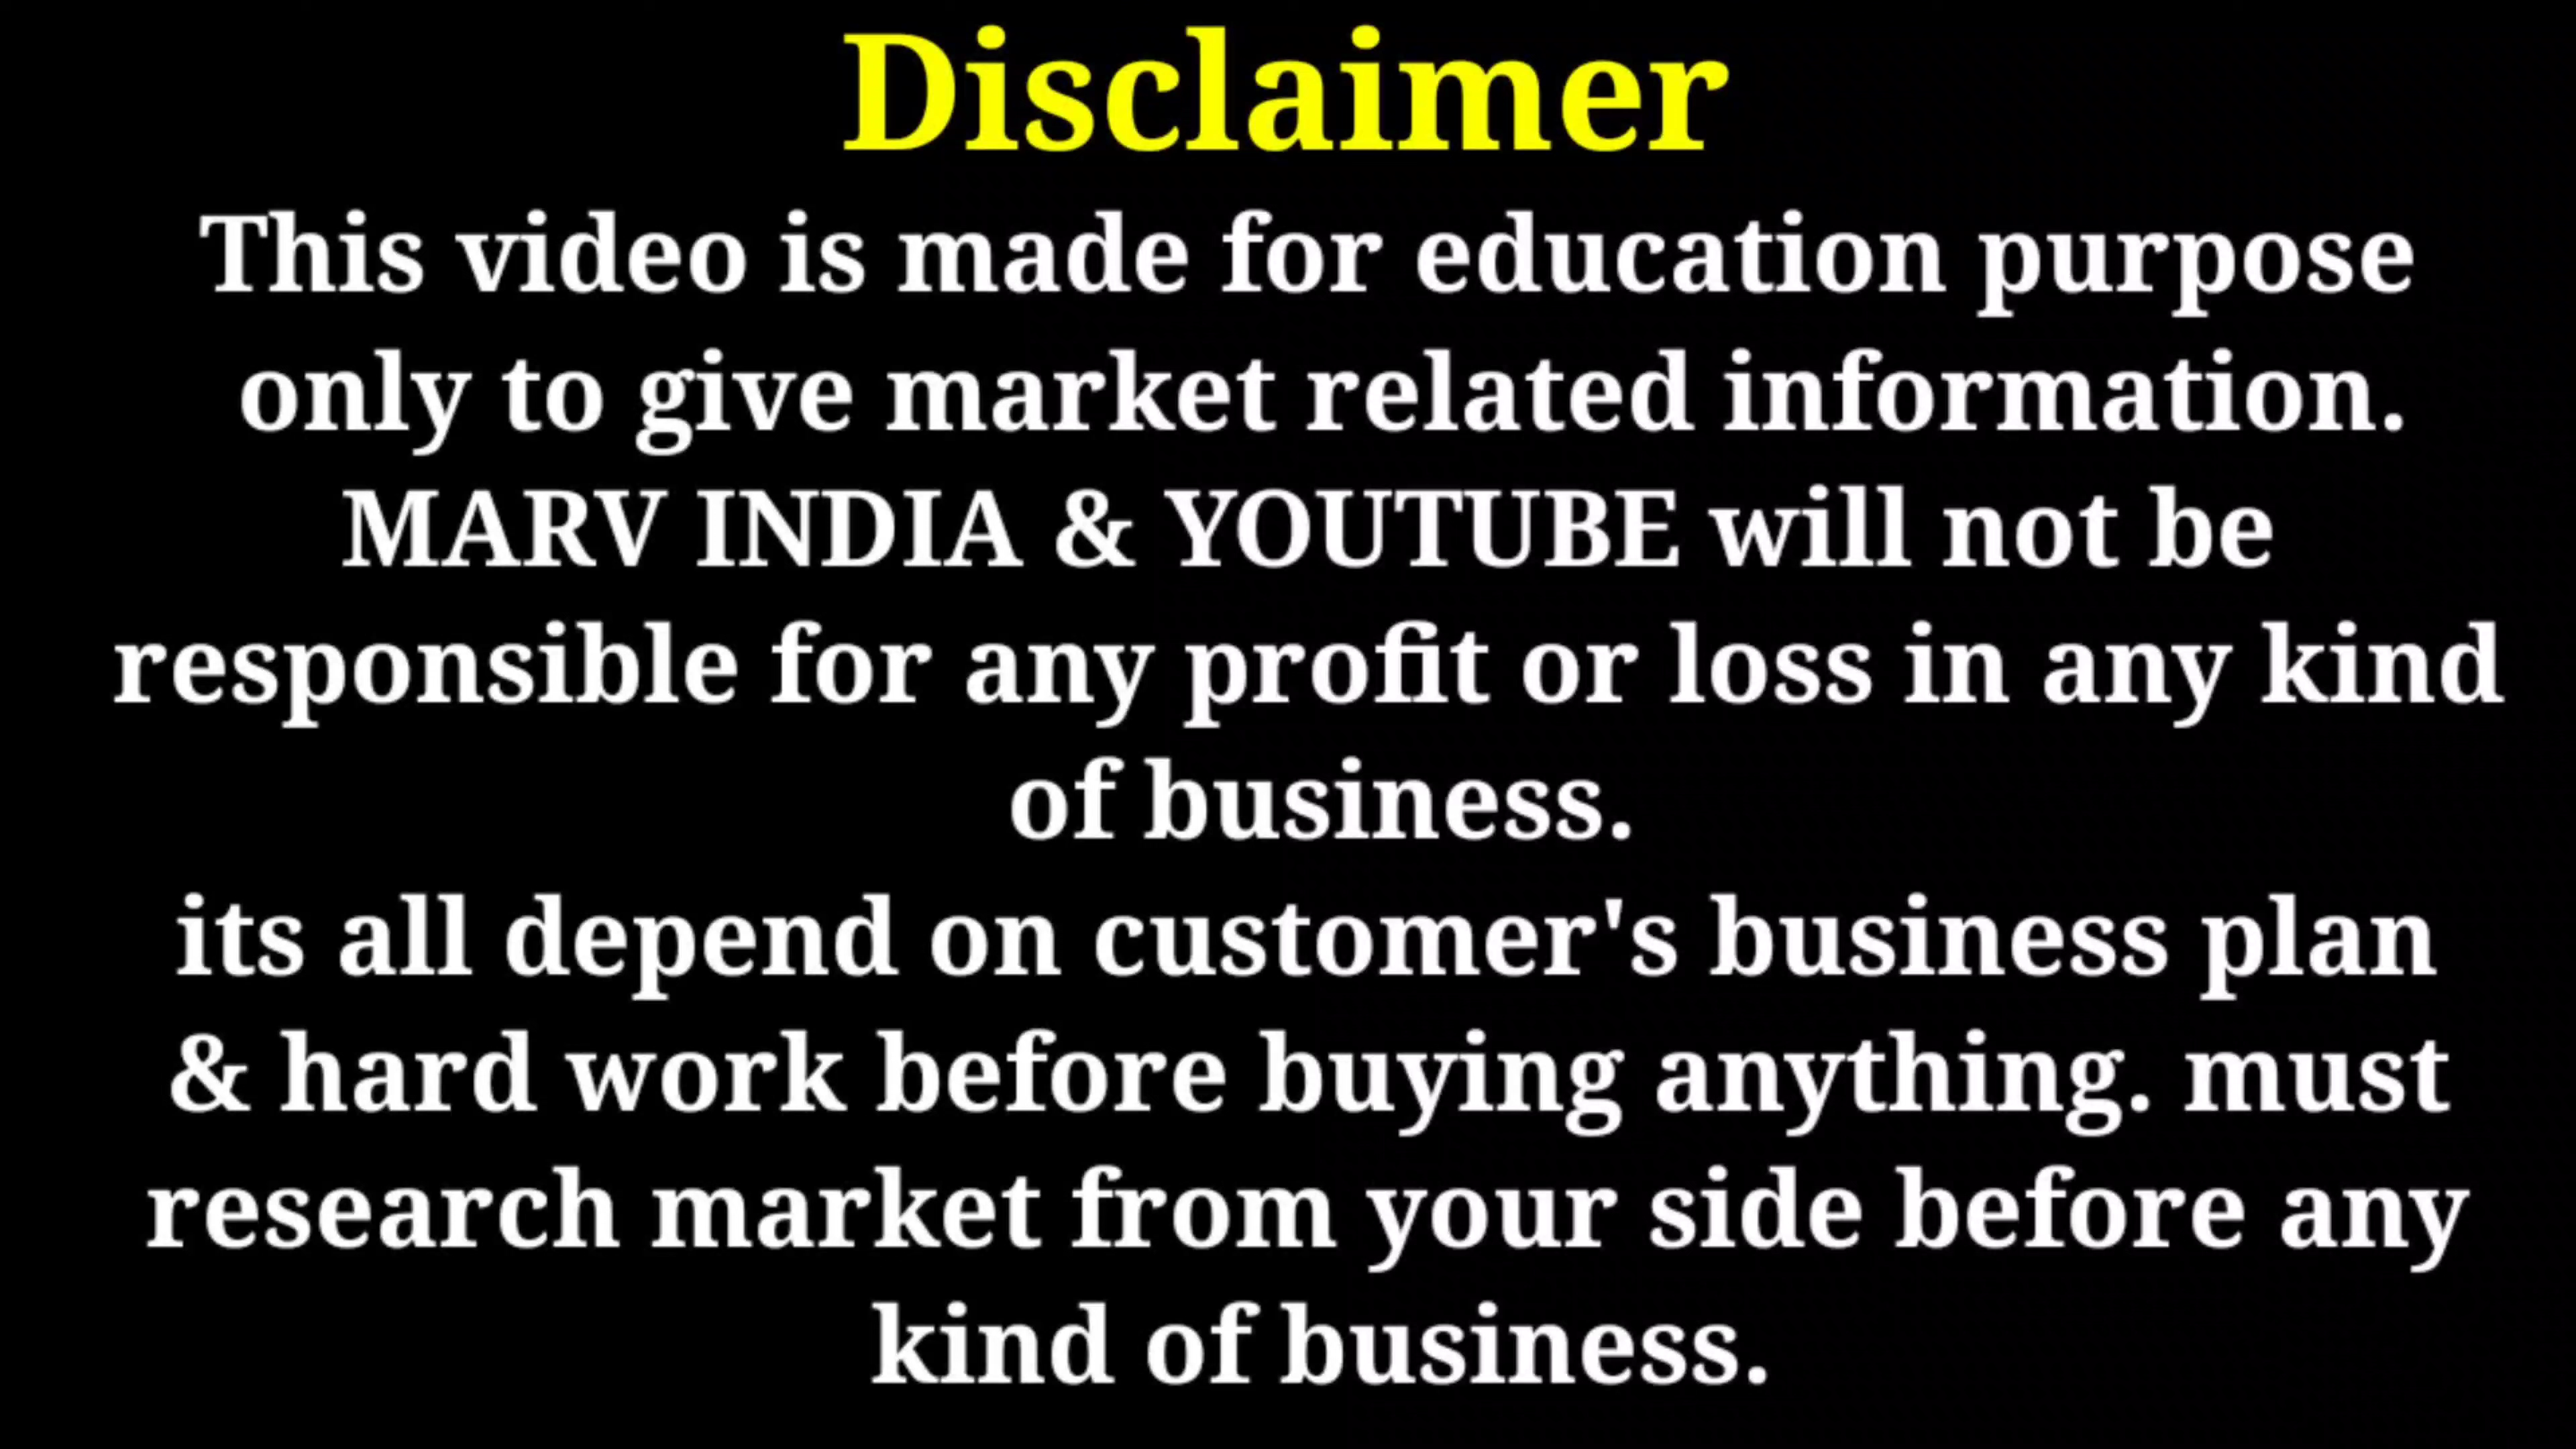 Disclaimer
This video is made for education purpose
only to give market related information.
MARV INDIA & YOUTUBE will not be
responsible for any profit or loss in any kind
of business.
its all depend on customer's business plan
& hard work before buying anything. must
research market from your side before any
kind of business.